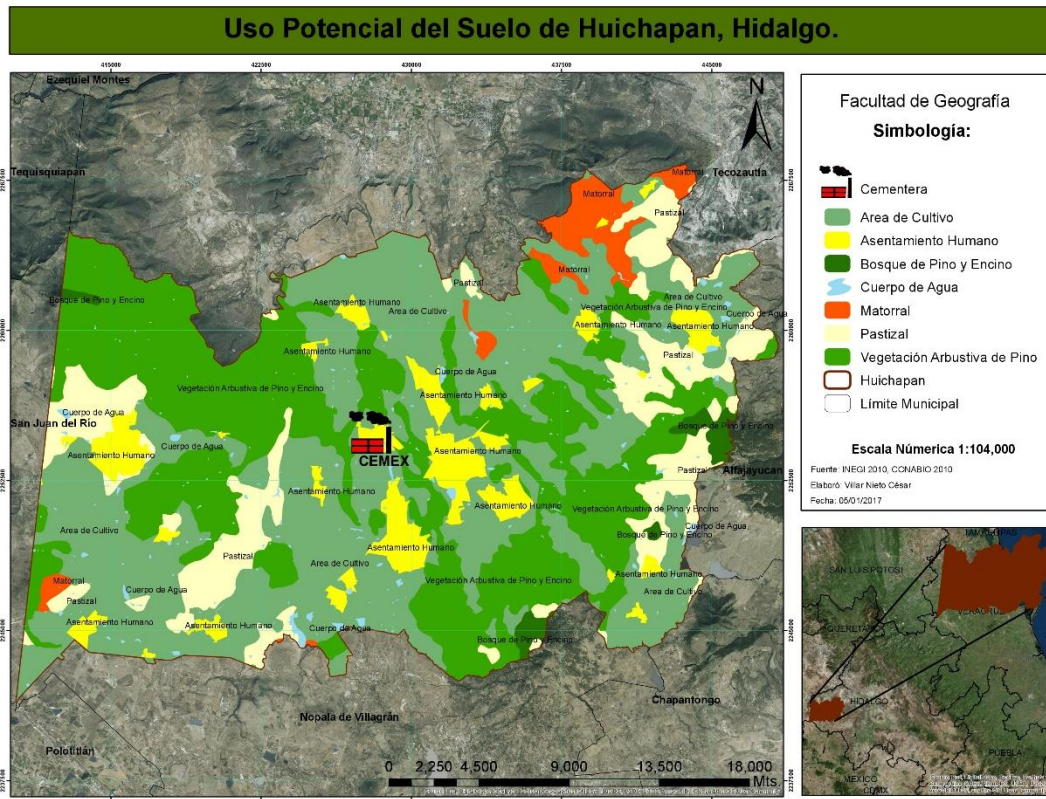 Uso Potencial del Suelo de Huichapan, Hidalgo.
415000 422500 430000 437500 445000
Ezequiel Montes
N
Tequisquiapan
Matorral
Tecozautla
Matorral
Pastizal
Matorral
Pastizal
Bosque de Pino y Encino
Area de Cultivo
Asentamiento Humano
Vegetación Arbustiva de Pino y Encino
Area de Cultivo
Cuerpo de Agua
Asentamiento Humano
Asentamiento Humano
Asentamiento Humano
Pastizal
Cuerpo de Agua
Vegetación Arbustiva de Pino y Encino
Asentamiento Humano
Cuerpo de Agua
San Juan del Río
Bosque de Pino y Encino
Cuerpo de Agua
Asentamiento Humano
Asentamiento Humano
CEMEX
Pastizal
Alfajayucan
Asentamiento Humano
Asentamiento Humano
Vegetación Arbustiva de Pino y Encino
Area de Cultivo
Cuerpo de Agua
Bosque de Pino y Encino
Asentamiento Humano
Pastizal
Area de Cultivo
Asentamiento Humano
Matorral
Vegetación Arbustiva de Pino y Encino
Cuerpo de Agua
Area de Cultivo
Pastizal
Asentamiento Humano
Asentamiento Humano
Cuerpo de Agua
Bosque de Pino y Encino
Chapantongo
Nopala de Villagrán
Polotitlán
0 2,250 4,500 9,000 13,500 18,000
Mts.
2267500
2260000
2252500
2245000
2237500
Facultad de Geografía
Simbología:
Cementera
Area de Cultivo
Asentamiento Humano
Bosque de Pino y Encino
Cuerpo de Agua
Matorral
Pastizal
Vegetación Arbustiva de Pino
Huichapan
Límite Municipal
Escala Númerica 1:104,000
Fuente: INEGI 2010, CONABIO 2010
Elaboró: Villar Nieto César
Fecha: 05/01/2017
TAMAULIPAS
SAN LUIS POTOSI
VERACRUZ
QUERETARO
HIDALGO
PUEBLA
MEXICO
CDMX